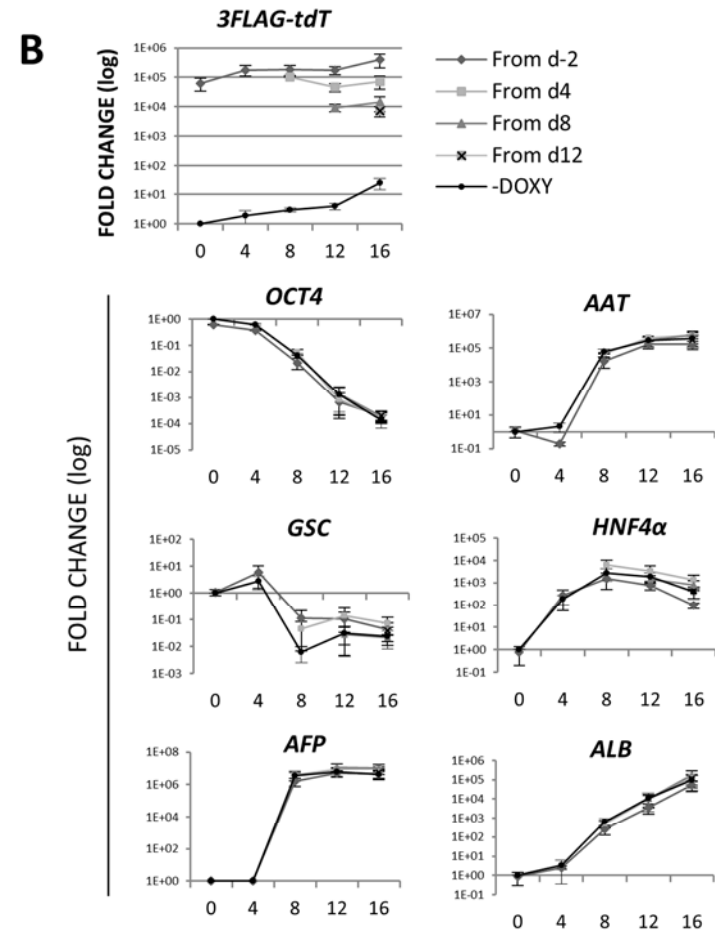 B
3FLAG-tdT
FOLD CHANGE (log)
1E+06
1E+05
1E+04
1E+03
1E+02
1E+01
1E+00
0 4 8 12 16
From d-2
From d4
From d8
From d12
-DOXY
FOLD CHANGE (log)
OCT4
1E+00
1E-01
1E-02
1E-03
1E-04
1E-05
0 4 8 12 16
AAT
1E+07
1E+05
1E+03
1E+01
1E-01
0 4 8 12 16
GSC
1E+02
1E+01
1E+00
1E-01
1E-02
1E-03
0 4 8 12 16
HNF4α
1E+05
1E+04
1E+03
1E+02
1E+01
1E+00
1E-01
0 4 8 12 16
AFP
1E+08
1E+06
1E+04
1E+02
1E+00
0 4 8 12 16
ALB
1E+06
1E+05
1E+04
1E+03
1E+02
1E+01
1E+00
1E-01
0 4 8 12 16